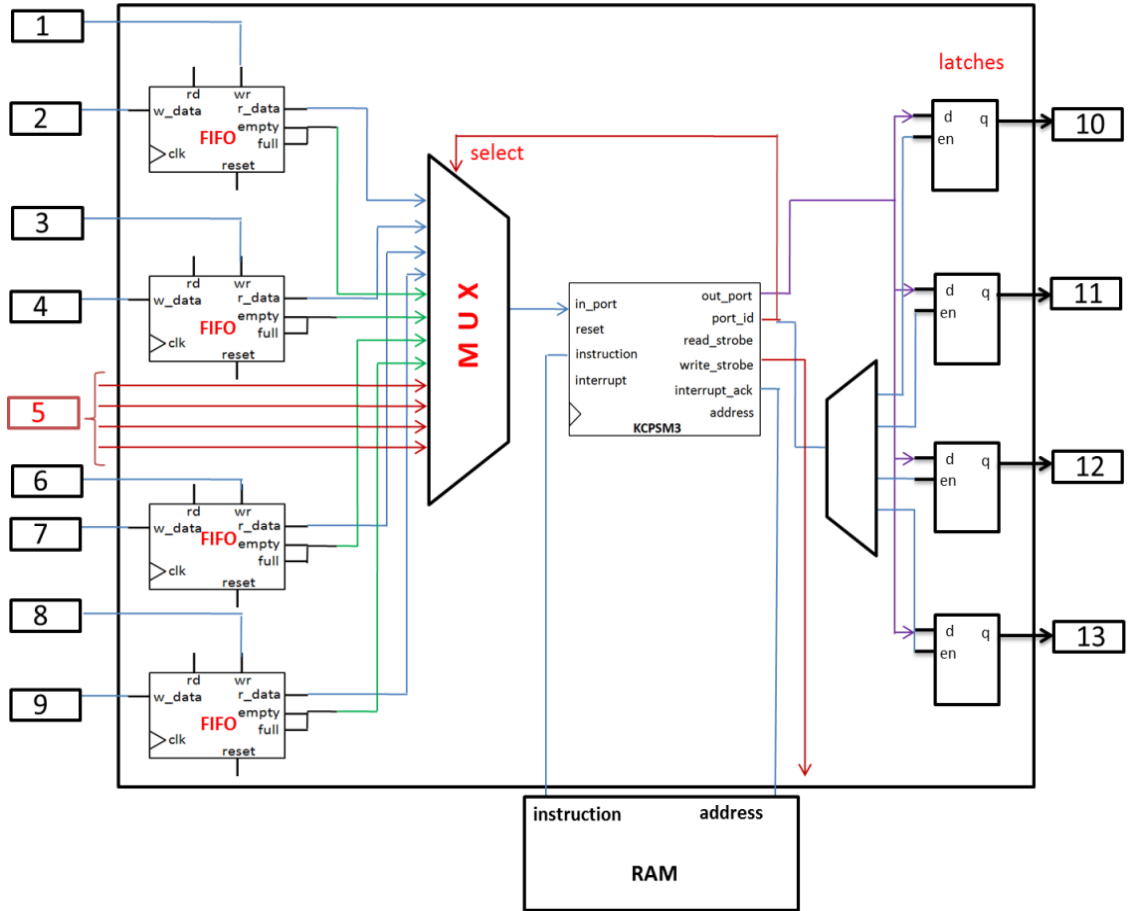 1
2
rd
wr
w_data
r_data
empty
FIFO
full
clk
reset
3
4
rd
wr
w_data
r_data
empty
FIFO
full
clk
reset
5
6
7
rd
wr
w_data
r_data
FIFO
empty
full
clk
reset
8
9
rd
wr
w_data
r_data
empty
FIFO
full
clk
reset
select
MUX
in_port
reset
instruction
interrupt
out_port
port_id
read_strobe
write_strobe
interrupt_ack
address
KCPSM3
latches
d q
en
10
d q
en
11
d q
en
12
d q
en
13
instruction address
RAM